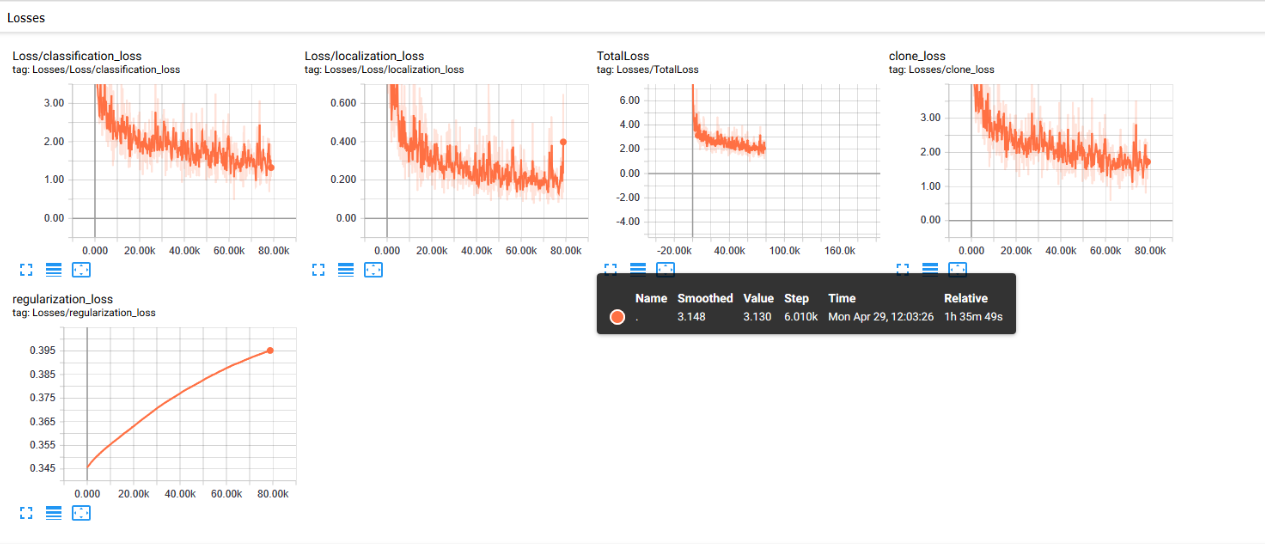 Losses
Loss/classification_loss
tag: Losses/Loss/classification_loss
3.00
2.00
1.00
0.00
0.000 20.00k 40.00k 60.00k 80.00k
Loss/localization_loss
tag: Losses/Loss/localization_loss
0.600
0.400
0.200
0.00
0.000 20.00k 40.00k 60.00k 80.00k
TotalLoss
tag: Losses/TotalLoss
6.00
4.00
2.00
0.00
-2.00
-4.00
-20.00k 40.00k 100.0k 160.0k
clone_loss
tag: Losses/clone_loss
3.00
2.00
1.00
0.00
0.000 20.00k 40.00k 60.00k 80.00k
Name Smoothed Value Step Time Relative
. 3.148 3.130 6.010k Mon Apr 29, 12:03:26 1h 35m 49s
regularization_loss
tag: Losses/regularization_loss
0.395
0.385
0.375
0.365
0.355
0.345
0.000 20.00k 40.00k 60.00k 80.00k